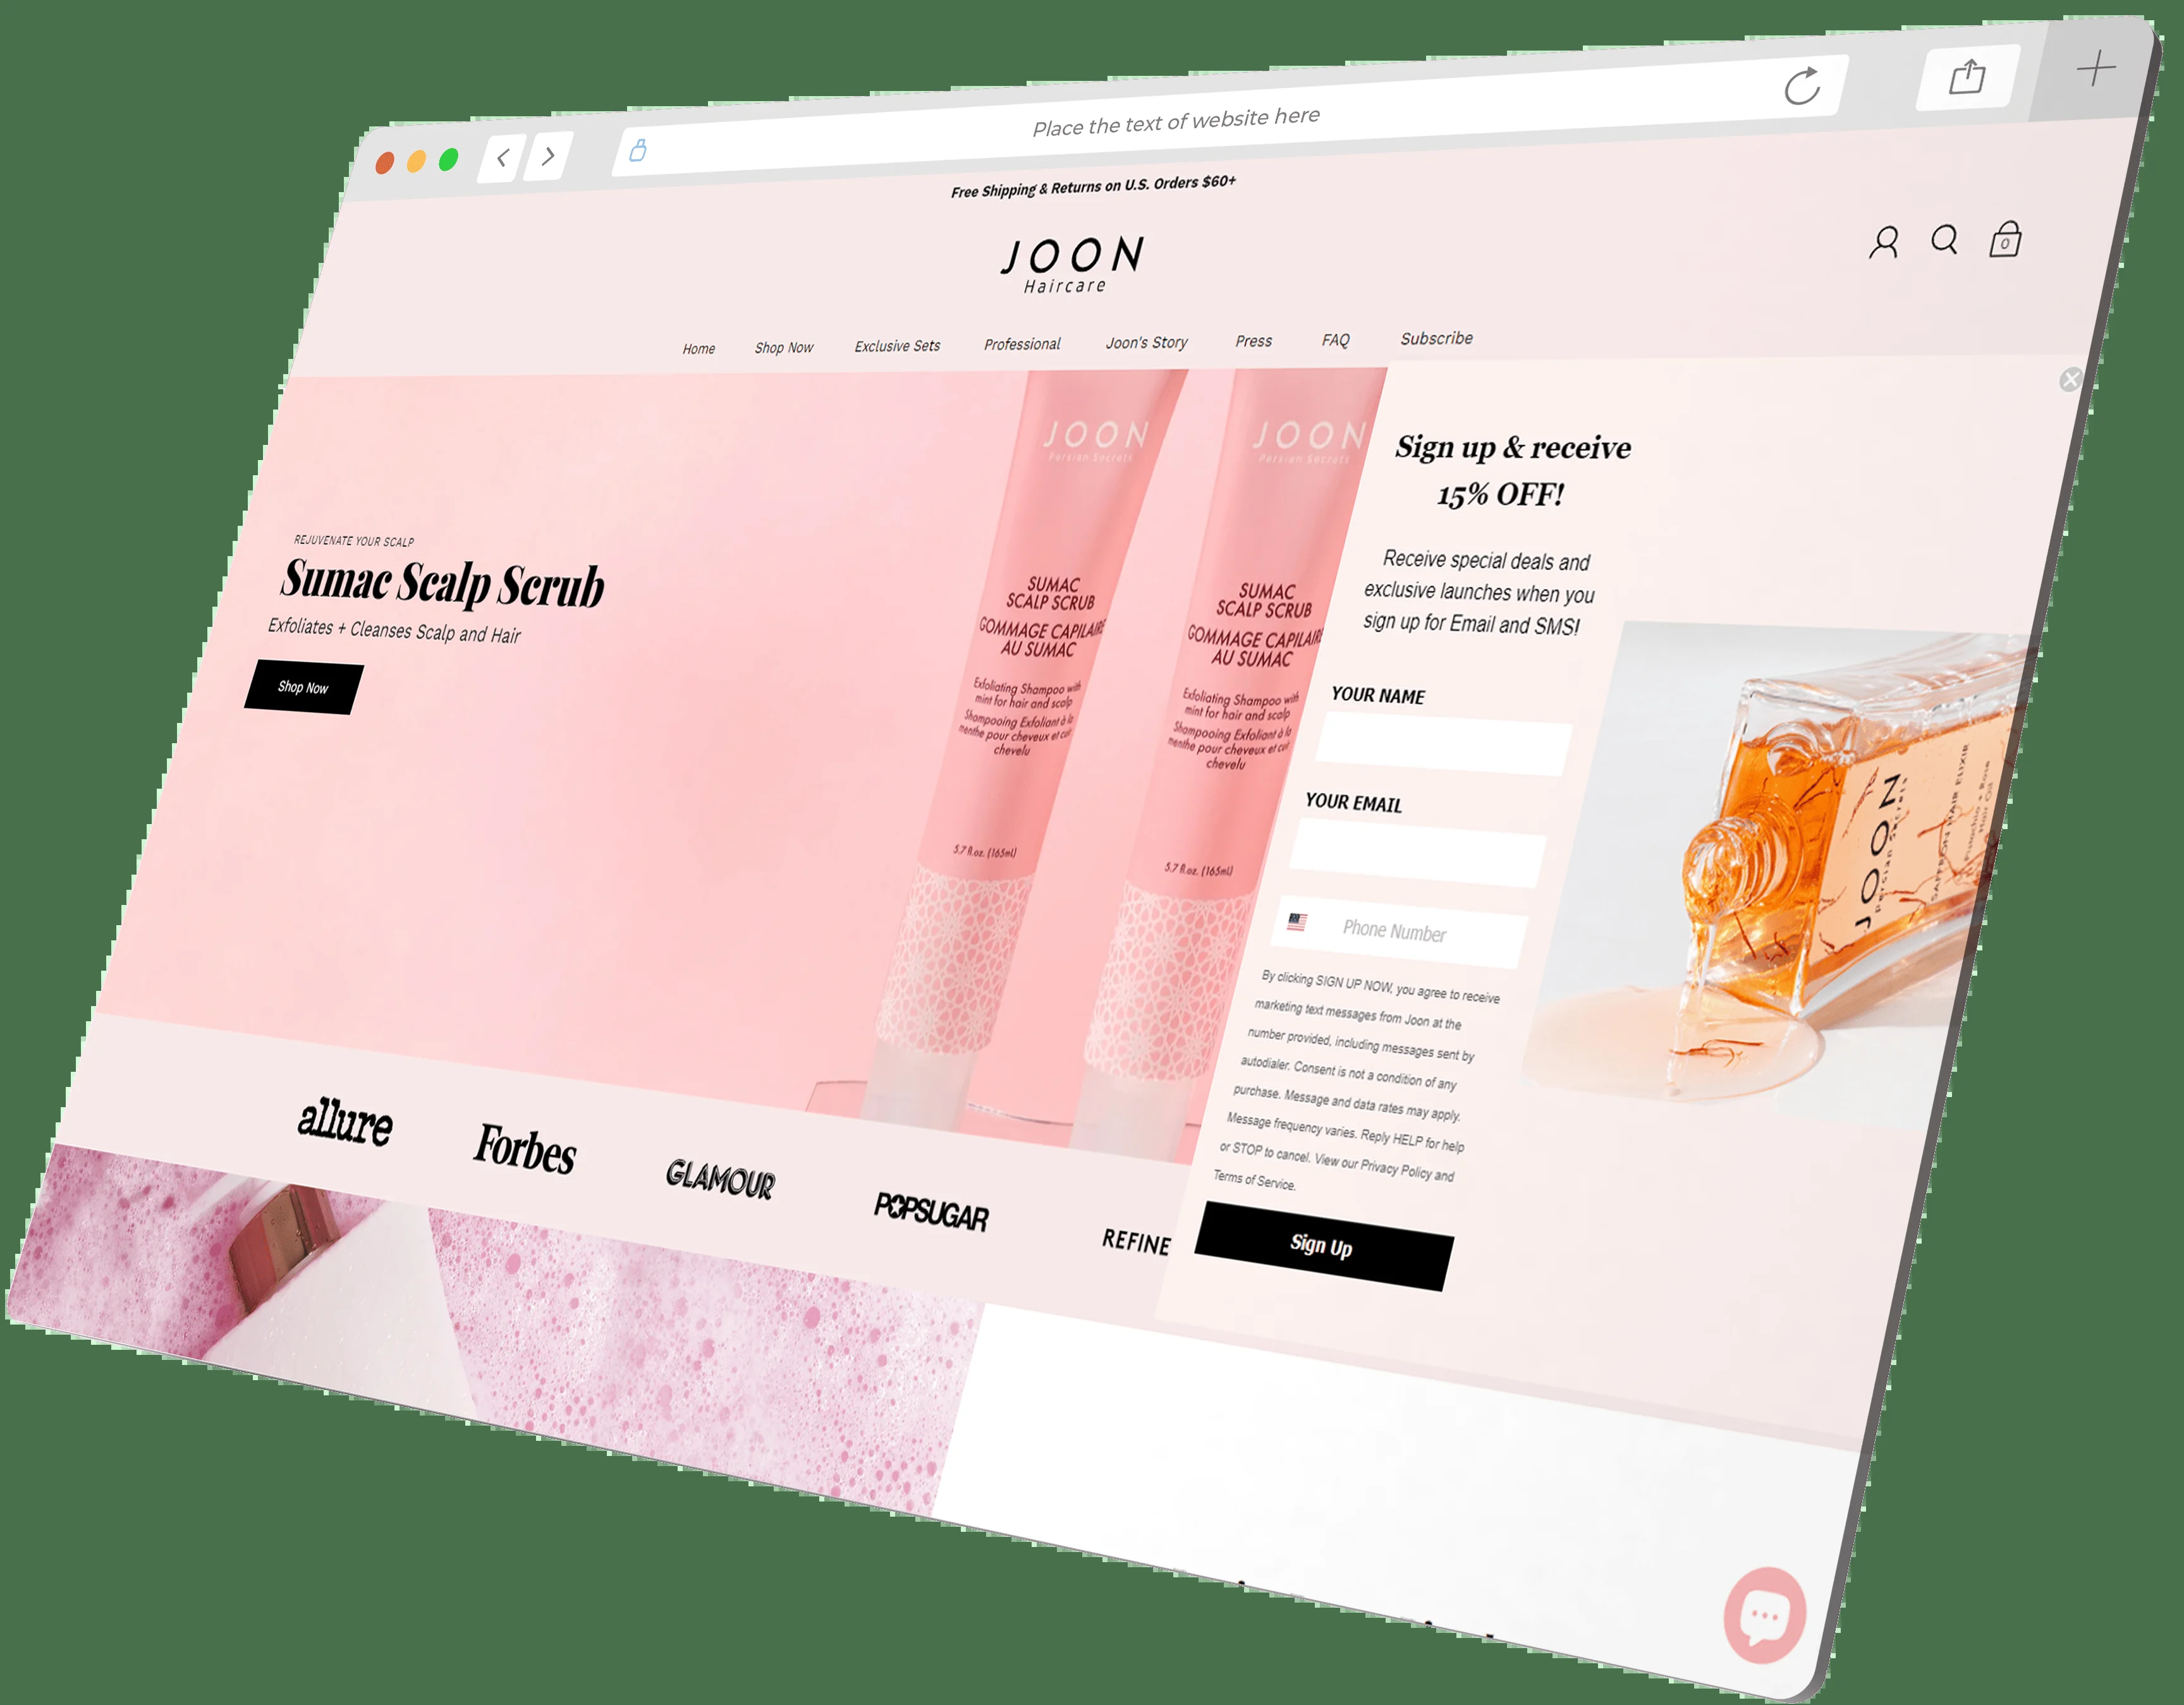 Place the text of website here
Free Shipping & Returns on U.S. Orders $60+
JOON
Haircare
0
Home Shop Now Exclusive Sets Professional Joon's Story Press FAQ Subscribe
REJUVENATE YOUR SCALP
Sumac Scalp Scrub
Exfoliates + Cleanses Scalp and Hair
Shop Now
JOON
Persian Secrets
SUMAC
SCALP SCRUB
GOMMAGE CAPILAIRE
AU SUMAC
Exfoliating Shampoo with
mint for hair and scalp
Shampooing Exfoliant à la
menthe pour cheveux et cuir
chevelu
5.7 fl.oz. (165ml)
JOON
Persian Secrets
SUMAC
SCALP SCRUB
GOMMAGE CAPILAIR
AU SUMAC
Exfoliating Shampoo with
mint for hair and scalp
Shampooing Exfoliant à la
menthe pour cheveux et cuir
chevelu
5.7 fl.oz. (165ml)
Sign up & receive
15% OFF!
Receive special deals and
exclusive launches when you
sign up for Email and SMS!
YOUR NAME
YOUR EMAIL
Phone Number
By clicking SIGN UP NOW, you agree to receive
marketing text messages from Joon at the
number provided, including messages sent by
autodialer. Consent is not a condition of any
purchase. Message and data rates may apply.
Message frequency varies. Reply HELP for help
or STOP to cancel. View our Privacy Policy and
Terms of Service.
Sign Up
JOON
Persian Secrets
SAFFRON HAIR ELIXIR
Pistachio + Rose
Hair Oil
allure
Forbes
GLAMOUR
POPSUGAR
REFINE